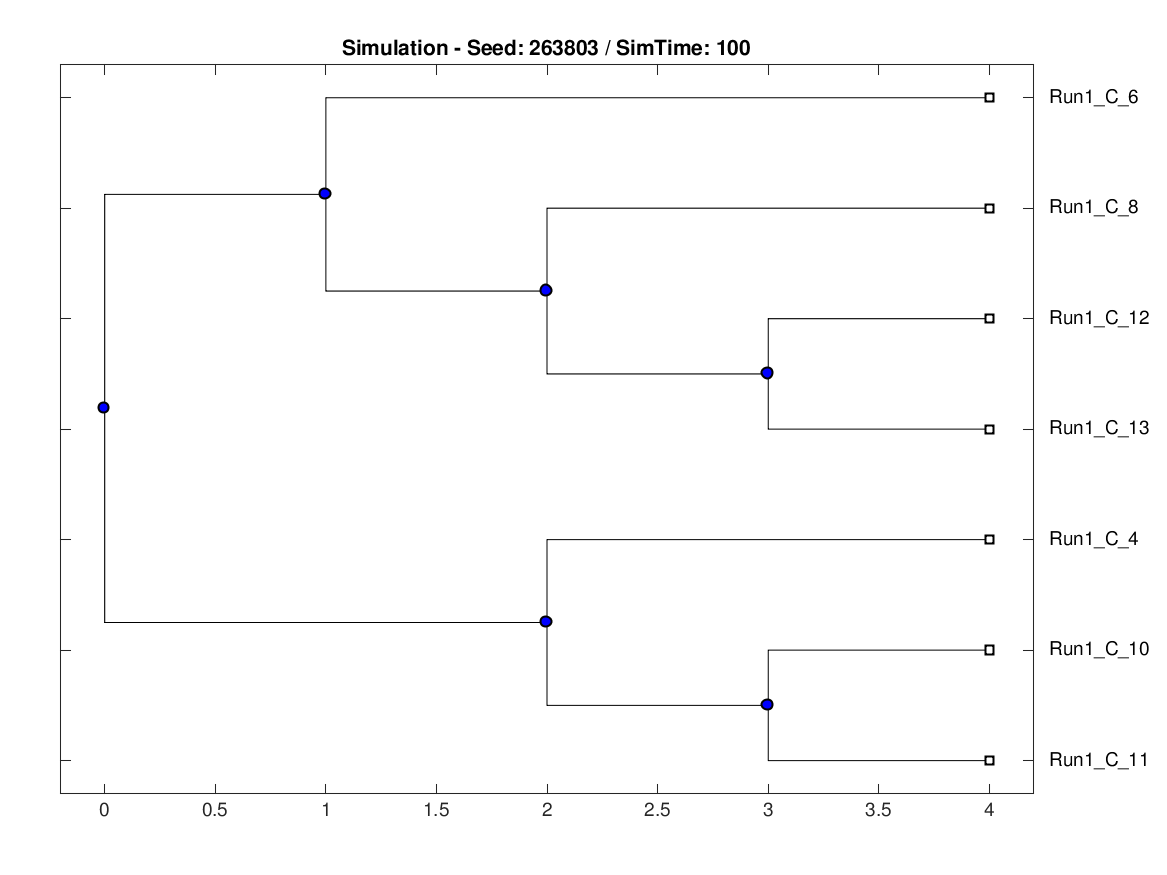 Simulation - Seed: 263803 / SimTime: 100
Run1_C_6
Run1_C_8
Run1_C_12
Run1_C_13
Run1_C_4
Run1_C_10
Run1_C_11
0 0.5 1 1.5 2 2.5 3 3.5 4